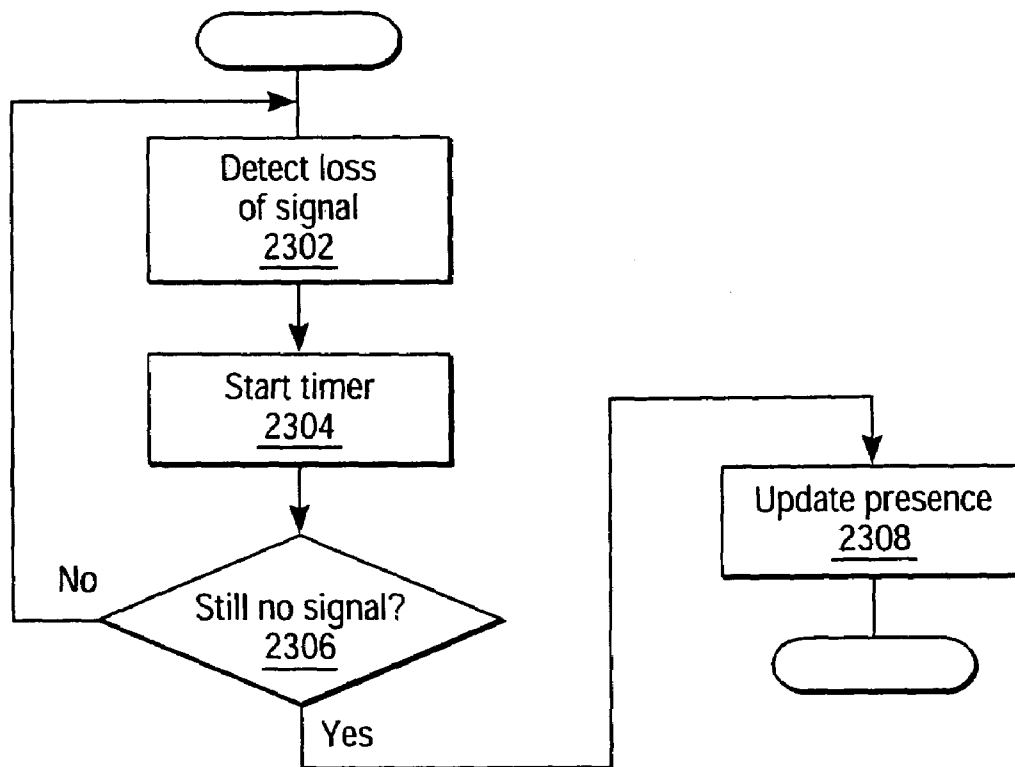 Detect loss
of signal
2302
Start timer
2304
No
Still no signal?
2306
Yes
Update presence
2308